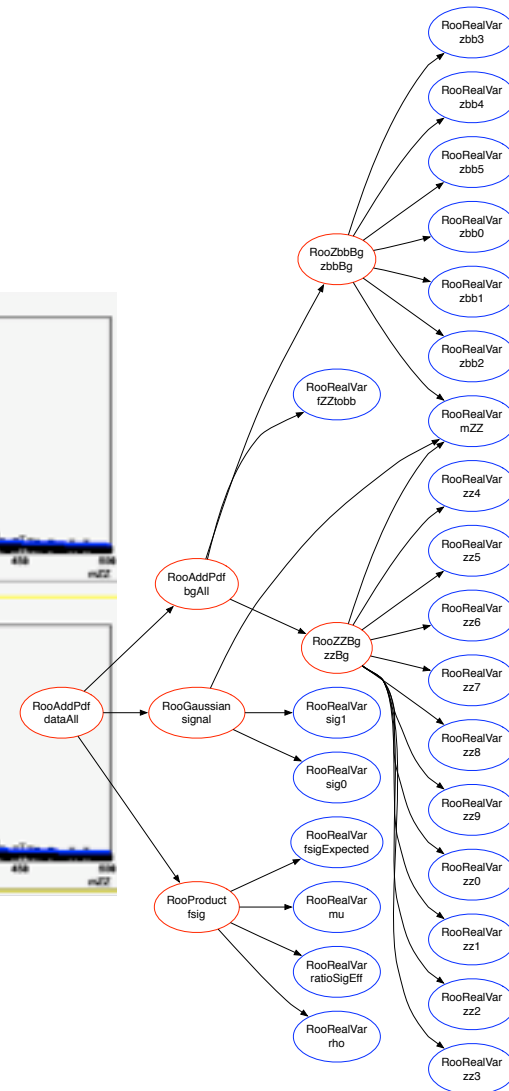 RooRealVar
zbb3
RooRealVar
zbb4
RooRealVar
zbb5
RooRealVar
zbb0
RooZbbBg
zbbBg
RooRealVar
zbb1
RooRealVar
zbb2
RooRealVar
fZZtobb
RooRealVar
mZZ
RooRealVar
zz4
RooRealVar
zz5
RooAddPdf
bgAll
RooRealVar
zz6
RooZZBg
zzBg
RooRealVar
zz7
RooAddPdf
dataAll
RooGaussian
signal
RooRealVar
sig1
RooRealVar
zz8
RooRealVar
sig0
RooRealVar
zz9
RooRealVar
fsigExpected
RooRealVar
zz0
RooProduct
fsig
RooRealVar
mu
RooRealVar
zz1
RooRealVar
ratioSigEff
RooRealVar
zz2
RooRealVar
rho
RooRealVar
zz3
mZZ
mZZ